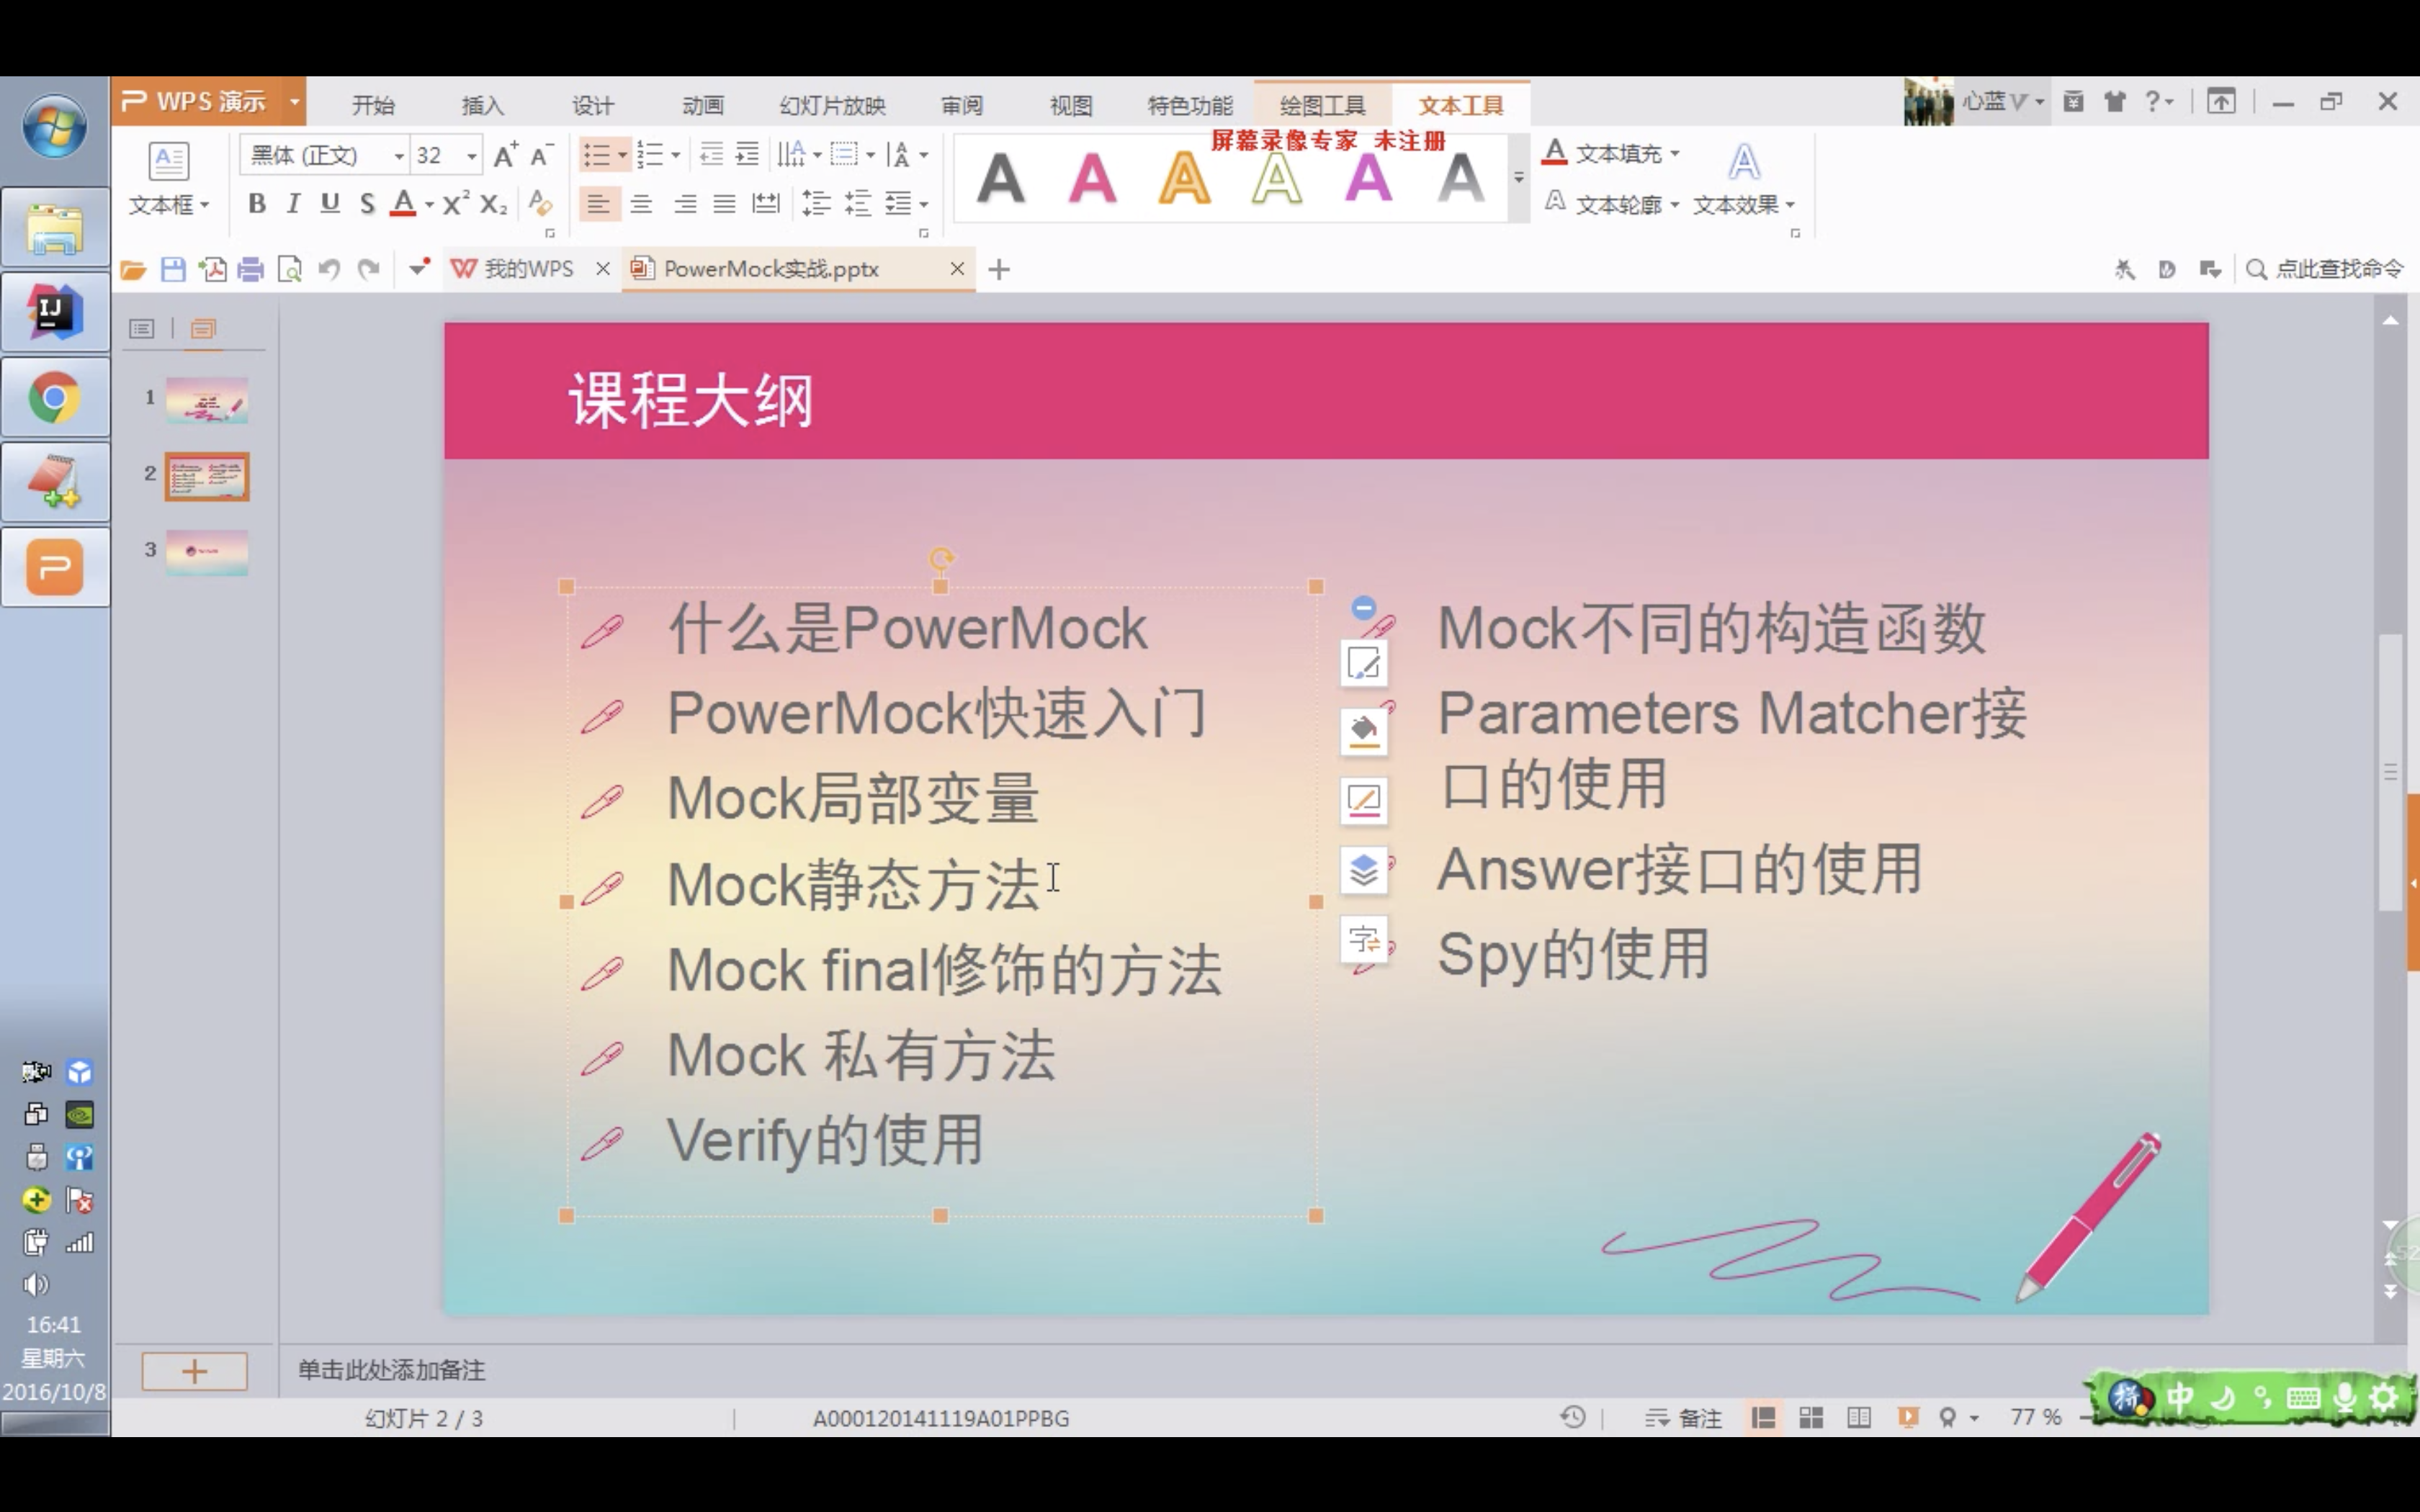 WPS 演示
开始 插入 设计 动画 幻灯片放映 审阅 视图 特色功能 绘图工具 文本工具
心蓝
屏幕录像专家 未注册
黑体 (正文) 32
文本框
文本填充
文本轮廓 文本效果
我的WPS PowerMock实战.pptx
点此查找命令
1
2
3
课程大纲
什么是PowerMock
PowerMock快速入门
Mock局部变量
Mock静态方法
Mock final修饰的方法
Mock 私有方法
Verify的使用
Mock不同的构造函数
Parameters Matcher接
口的使用
Answer接口的使用
Spy的使用
16:41
星期六
2016/10/8
单击此处添加备注
幻灯片 2 / 3 A000120141119A01PPBG 备注 77 %
拼 中